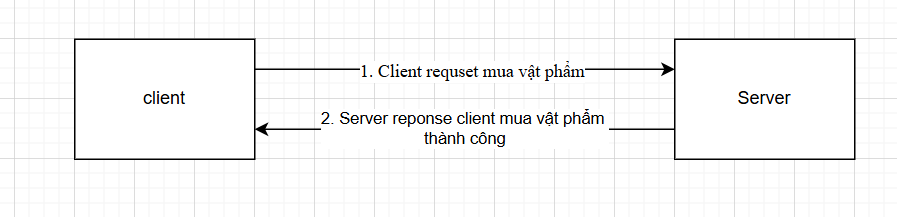 client
1. Client requset mua vật phẩm
2. Server reponse client mua vật phẩm
thành công
Server